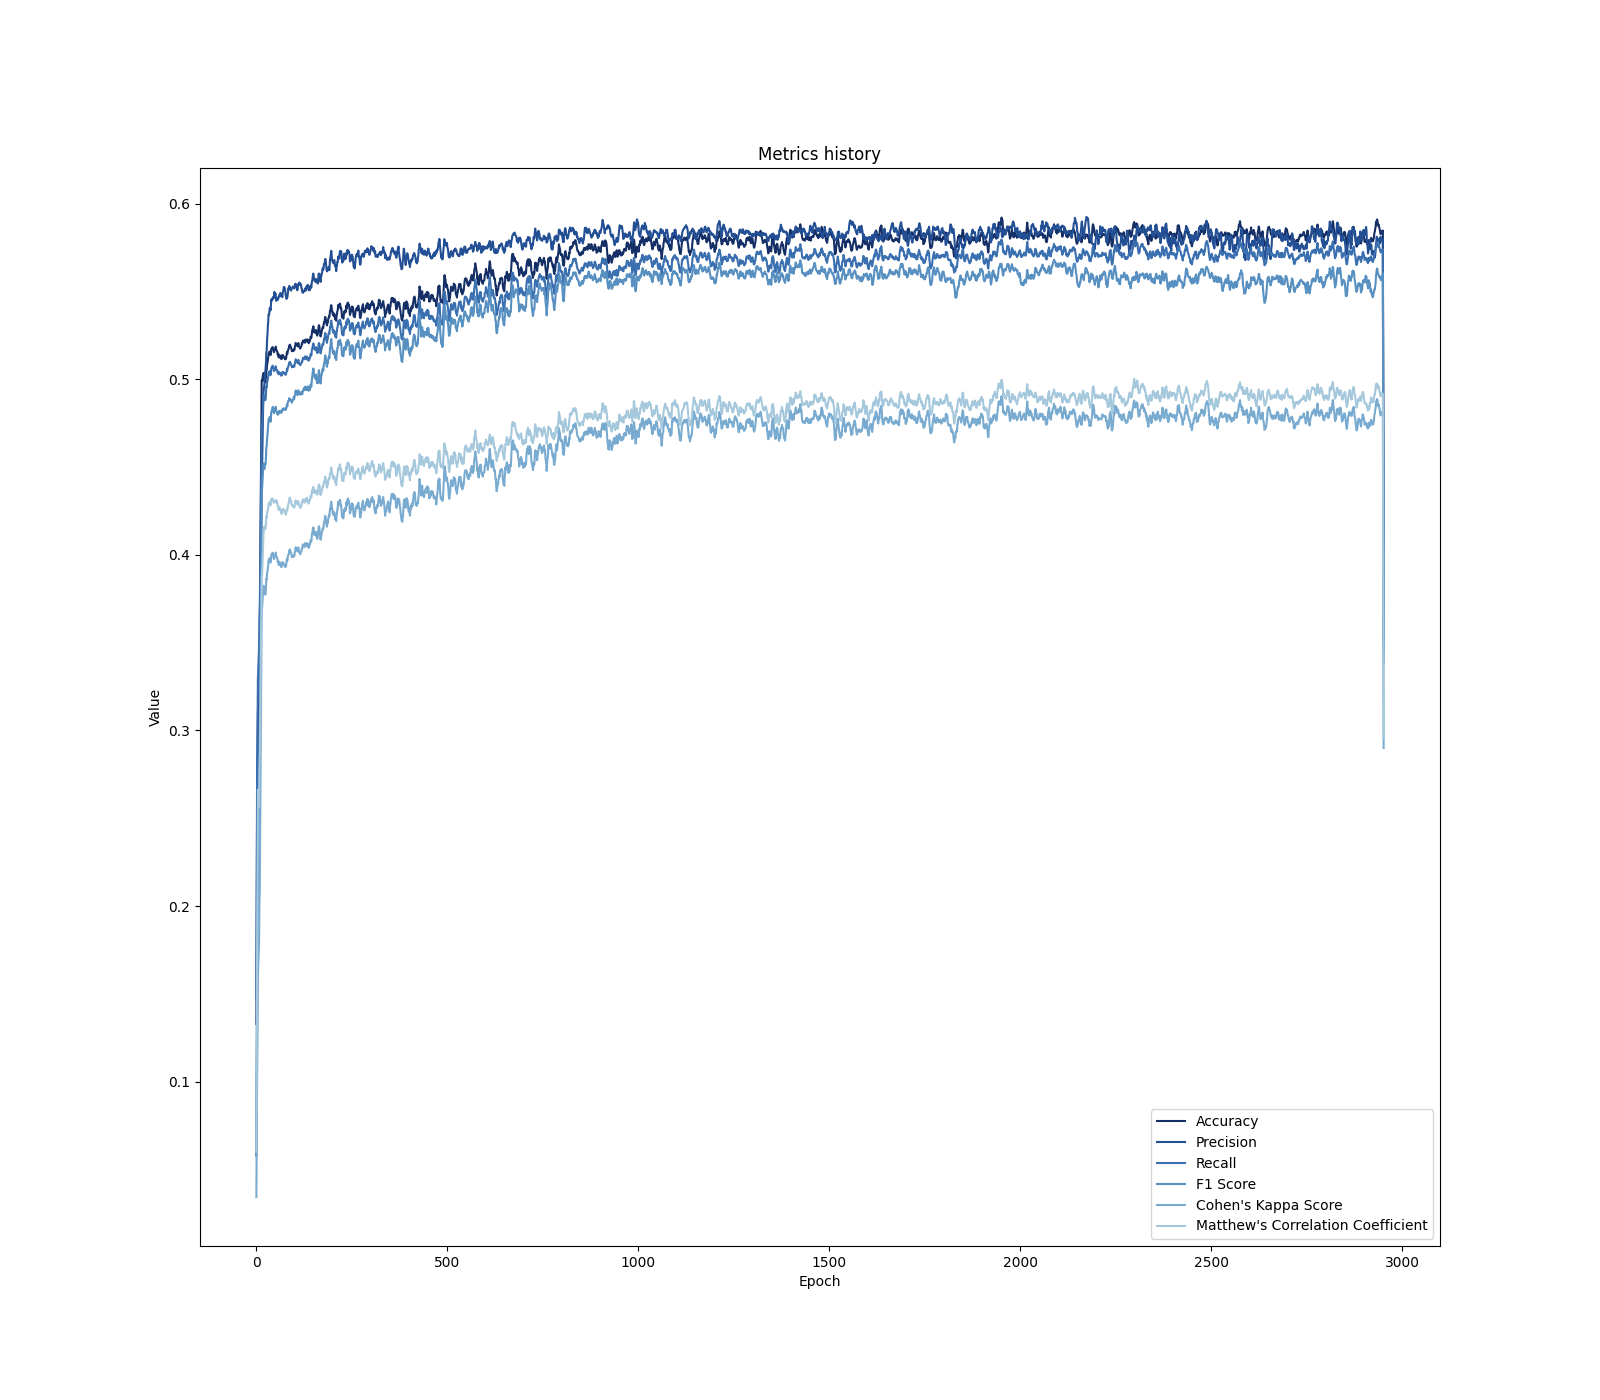 Metrics history
0.6
0.5
0.4
0.3
0.2
0.1
Value
0 500 1000 1500 2000 2500 3000
Epoch
Accuracy
Precision
Recall
F1 Score
Cohen's Kappa Score
Matthew's Correlation Coefficient